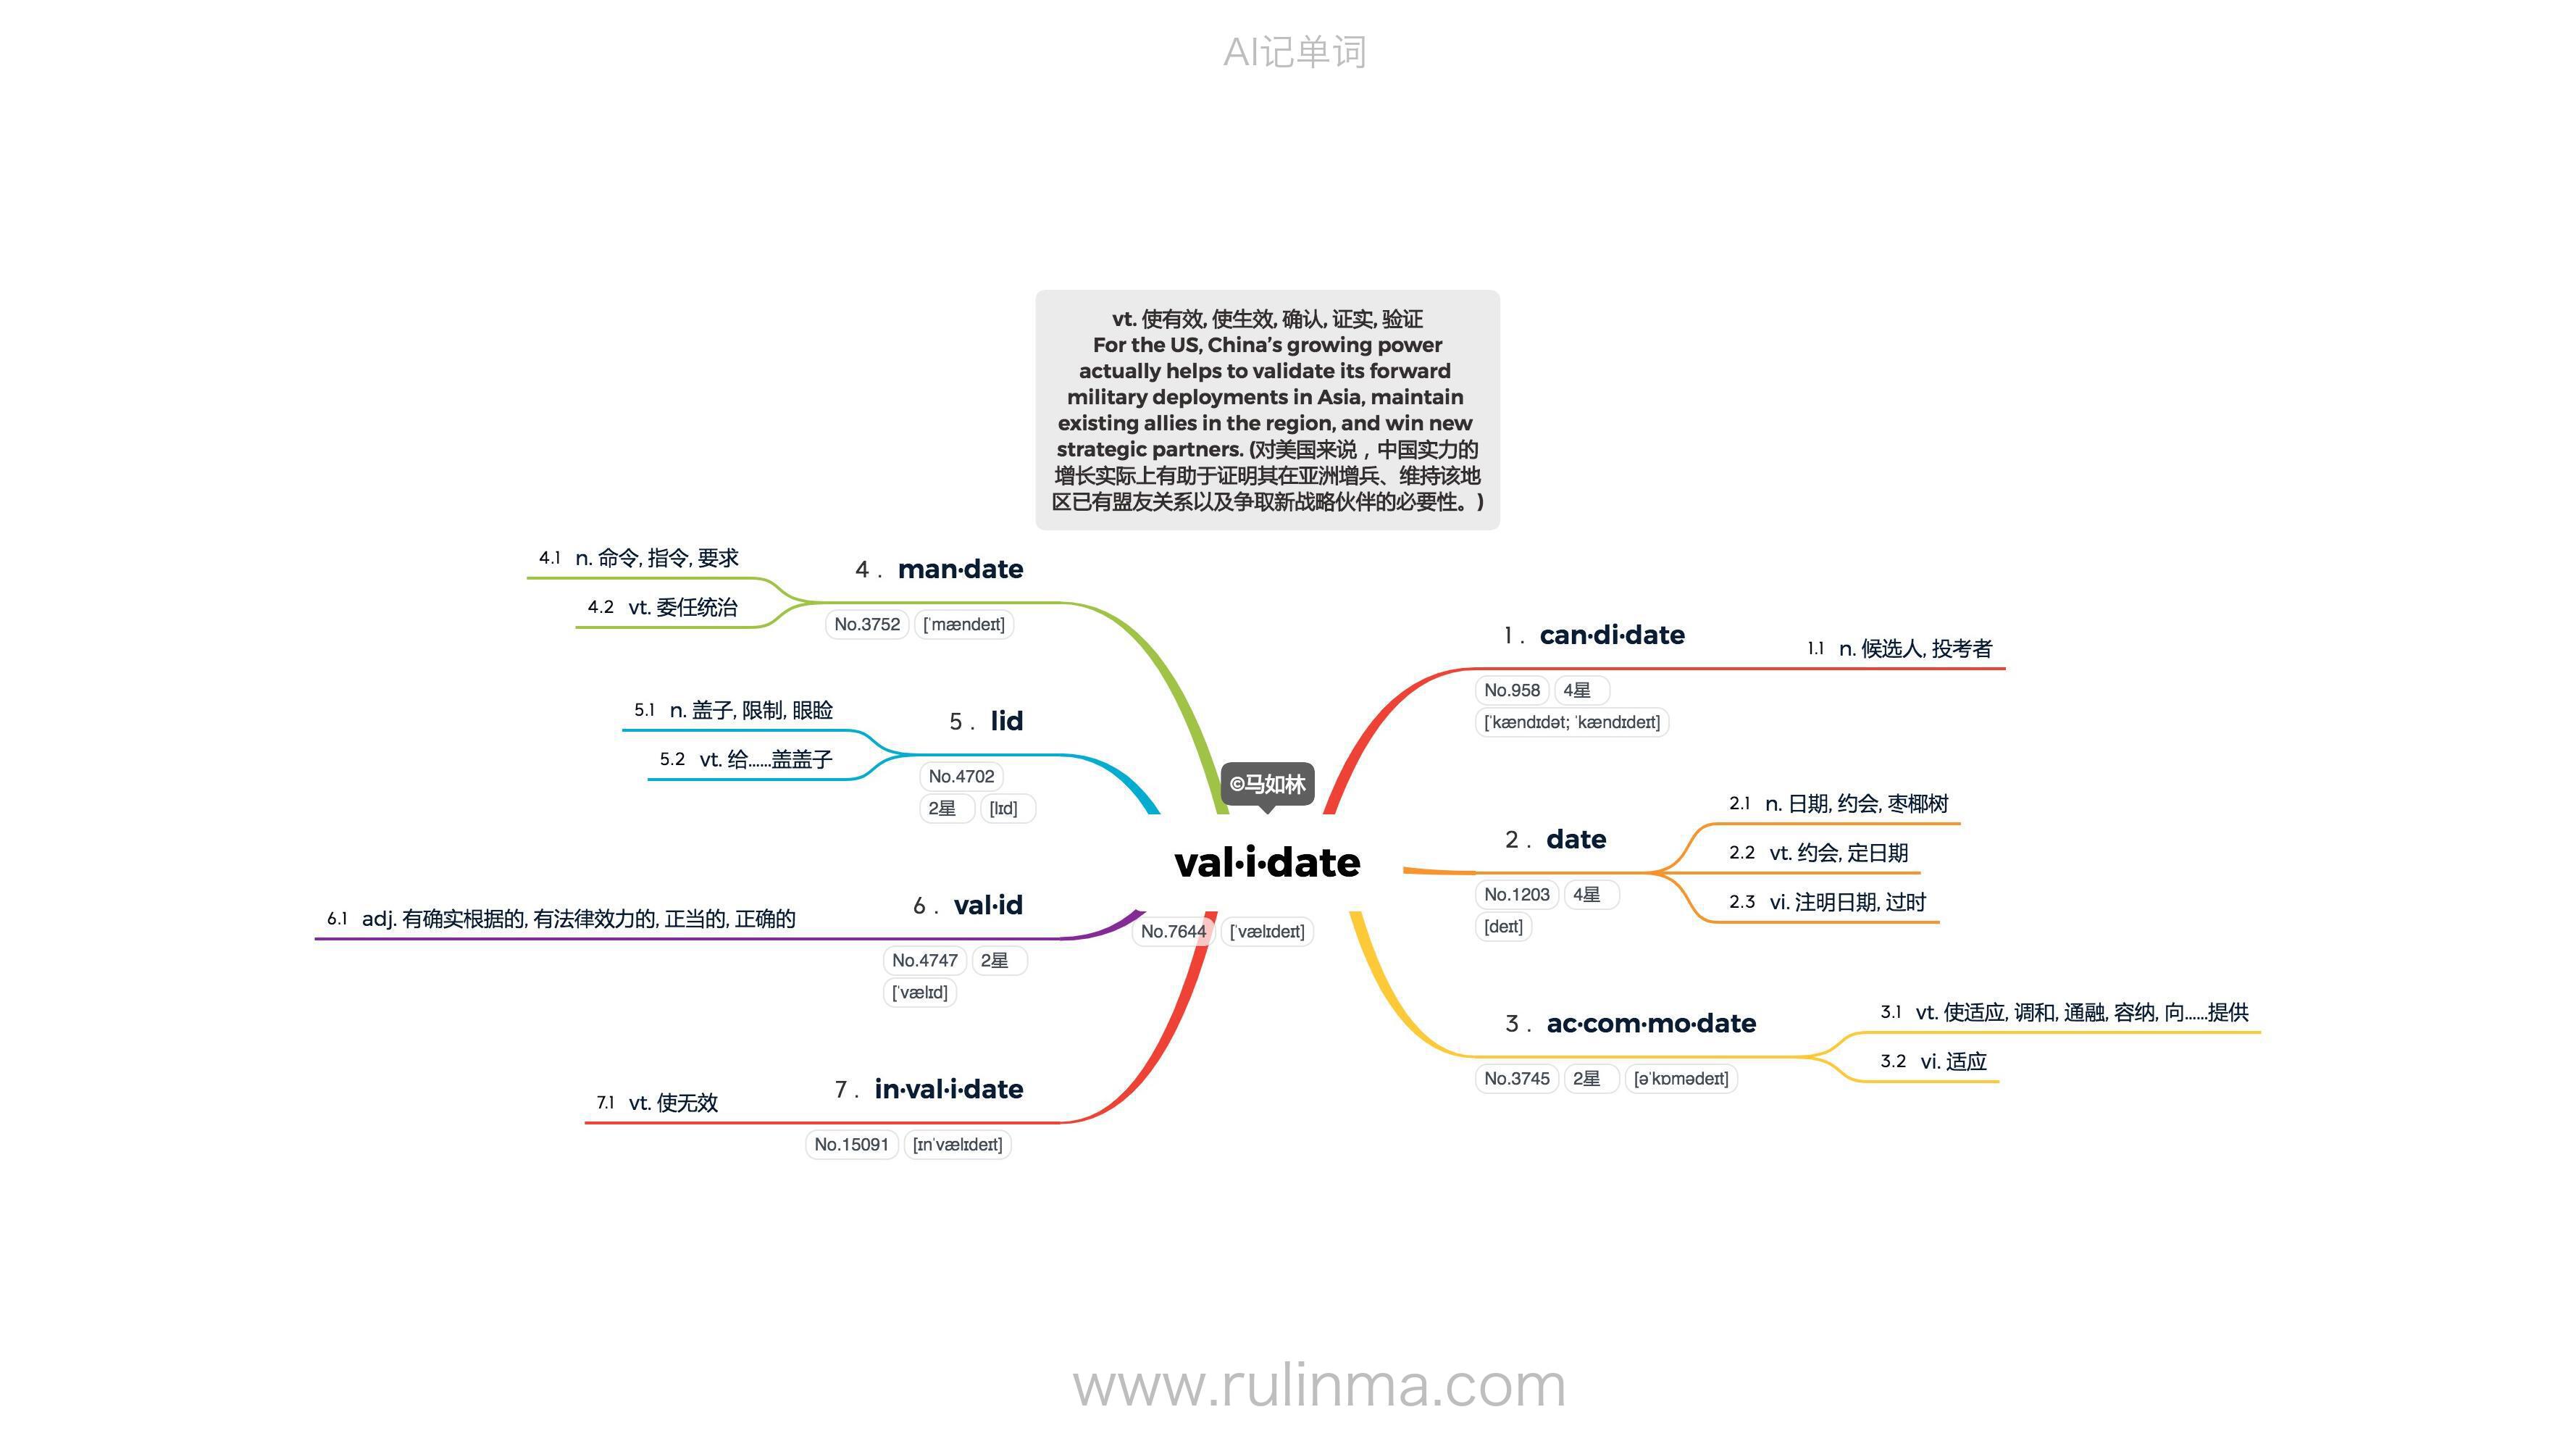 AI记单词
vt. 使有效, 使生效, 确认, 证实, 验证
For the US, China’s growing power
actually helps to validate its forward
military deployments in Asia, maintain
existing allies in the region, and win new
strategic partners. (对美国来说，中国实力的
增长实际上有助于证明其在亚洲增兵、维持该地
区已有盟友关系以及争取新战略伙伴的必要性。)
©马如林
val·i·date
No.7644 [ˈvælɪdeɪt]
1. can·di·date
No.958 4星
[ˈkændɪdət; ˈkændɪdeɪt]
1.1 n. 候选人, 投考者
2. date
No.1203 4星
[deɪt]
2.1 n. 日期, 约会, 枣椰树
2.2 vt. 约会, 定日期
2.3 vi. 注明日期, 过时
3. ac·com·mo·date
No.3745 2星 [əˈkɒmədeɪt]
3.1 vt. 使适应, 调和, 通融, 容纳, 向……提供
3.2 vi. 适应
4. man·date
No.3752 [ˈmændeɪt]
4.1 n. 命令, 指令, 要求
4.2 vt. 委任统治
5. lid
No.4702
2星 [lɪd]
5.1 n. 盖子, 限制, 眼睑
5.2 vt. 给……盖盖子
6. val·id
No.4747 2星
[ˈvælɪd]
6.1 adj. 有确实根据的, 有法律效力的, 正当的, 正确的
7. in·val·i·date
No.15091 [ɪnˈvælɪdeɪt]
7.1 vt. 使无效
www.rulinma.com